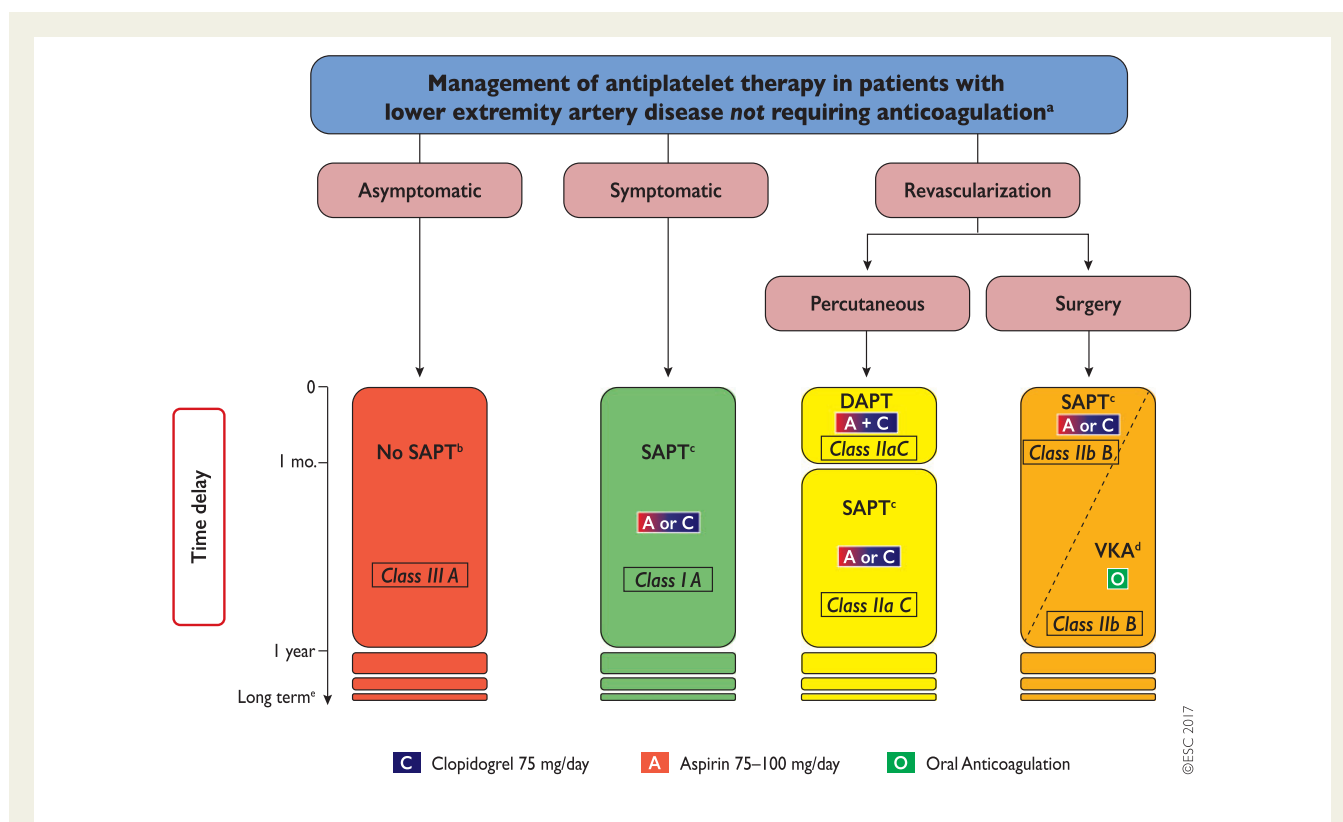 Management of antiplatelet therapy in patients with
lower extremity artery disease not requiring anticoagulationᵃ
Asymptomatic
Symptomatic
Revascularization
Percutaneous
Surgery
Time delay
0
1 mo.
1 year
Long termᵉ
No SAPTᵇ
Class III A
SAPTᶜ
A or C
Class I A
DAPT
A + C
Class IIaC
SAPTᶜ
A or C
Class IIa C
SAPTᶜ
A or C
Class IIb B
VKAᵈ
O
Class IIb B
C Clopidogrel 75 mg/day
A Aspirin 75–100 mg/day
O Oral Anticoagulation
©ESC 2017